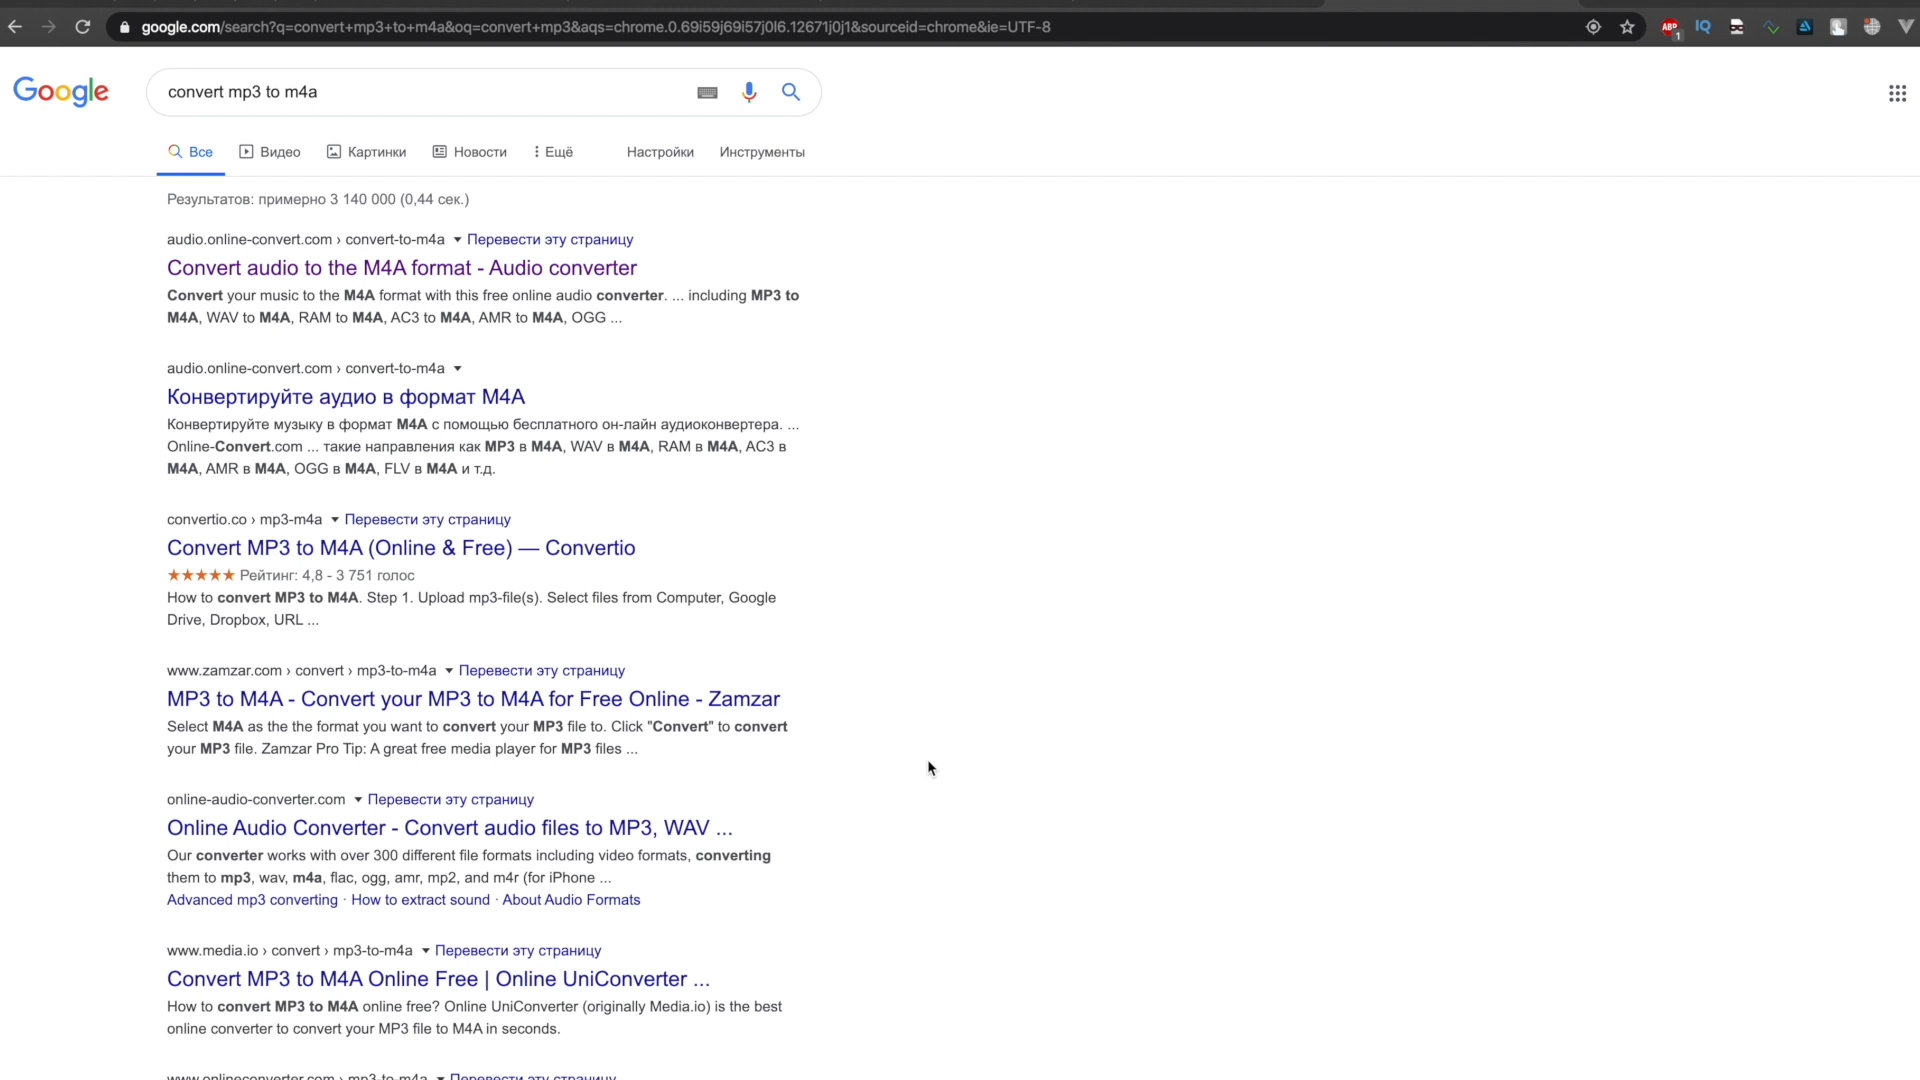 google.com/search?q=convert+mp3+to+m4a&oq=convert+mp3&aqs=chrome.0.69i59j69i57j0l6.12671j0j1&sourceid=chrome&ie=UTF-8
ABP
1
IQ
Google
convert mp3 to m4a
Все Видео Картинки Новости Ещё Настройки Инструменты
Результатов: примерно 3 140 000 (0,44 сек.)
audio.online-convert.com › convert-to-m4a Перевести эту страницу
Convert audio to the M4A format - Audio converter
Convert your music to the M4A format with this free online audio converter. ... including MP3 to
M4A, WAV to M4A, RAM to M4A, AC3 to M4A, AMR to M4A, OGG ...
audio.online-convert.com › convert-to-m4a
Конвертируйте аудио в формат M4A
Конвертируйте музыку в формат M4A с помощью бесплатного он-лайн аудиоконвертера. ...
Online-Convert.com ... такие направления как MP3 в M4A, WAV в M4A, RAM в M4A, AC3 в
M4A, AMR в M4A, OGG в M4A, FLV в M4A и т.д.
convertio.co › mp3-m4a Перевести эту страницу
Convert MP3 to M4A (Online & Free) — Convertio
★★★★★ Рейтинг: 4,8 - 3 751 голос
How to convert MP3 to M4A. Step 1. Upload mp3-file(s). Select files from Computer, Google
Drive, Dropbox, URL ...
www.zamzar.com › convert › mp3-to-m4a Перевести эту страницу
MP3 to M4A - Convert your MP3 to M4A for Free Online - Zamzar
Select M4A as the the format you want to convert your MP3 file to. Click "Convert" to convert
your MP3 file. Zamzar Pro Tip: A great free media player for MP3 files ...
online-audio-converter.com Перевести эту страницу
Online Audio Converter - Convert audio files to MP3, WAV ...
Our converter works with over 300 different file formats including video formats, converting
them to mp3, wav, m4a, flac, ogg, amr, mp2, and m4r (for iPhone ...
Advanced mp3 converting · How to extract sound · About Audio Formats
www.media.io › convert › mp3-to-m4a Перевести эту страницу
Convert MP3 to M4A Online Free | Online UniConverter ...
How to convert MP3 to M4A online free? Online UniConverter (originally Media.io) is the best
online converter to convert your MP3 file to M4A in seconds.
www.onlineconverter.com › mp3-to-m4a Перевести эту страницу